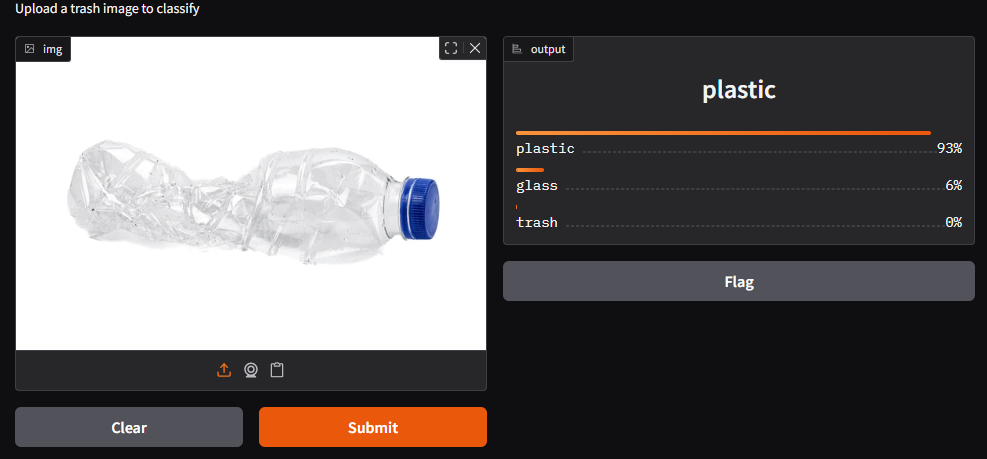 Upload a trash image to classify
img
output
plastic
plastic 93%
glass 6%
trash 0%
Flag
Clear
Submit